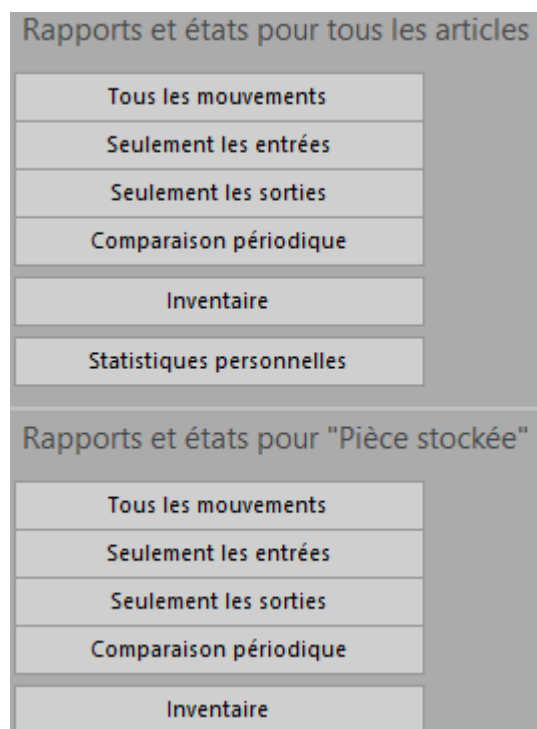 Rapports et états pour tous les articles
Tous les mouvements
Seulement les entrées
Seulement les sorties
Comparaison périodique
Inventaire
Statistiques personnelles
Rapports et états pour "Pièce stockée"
Tous les mouvements
Seulement les entrées
Seulement les sorties
Comparaison périodique
Inventaire